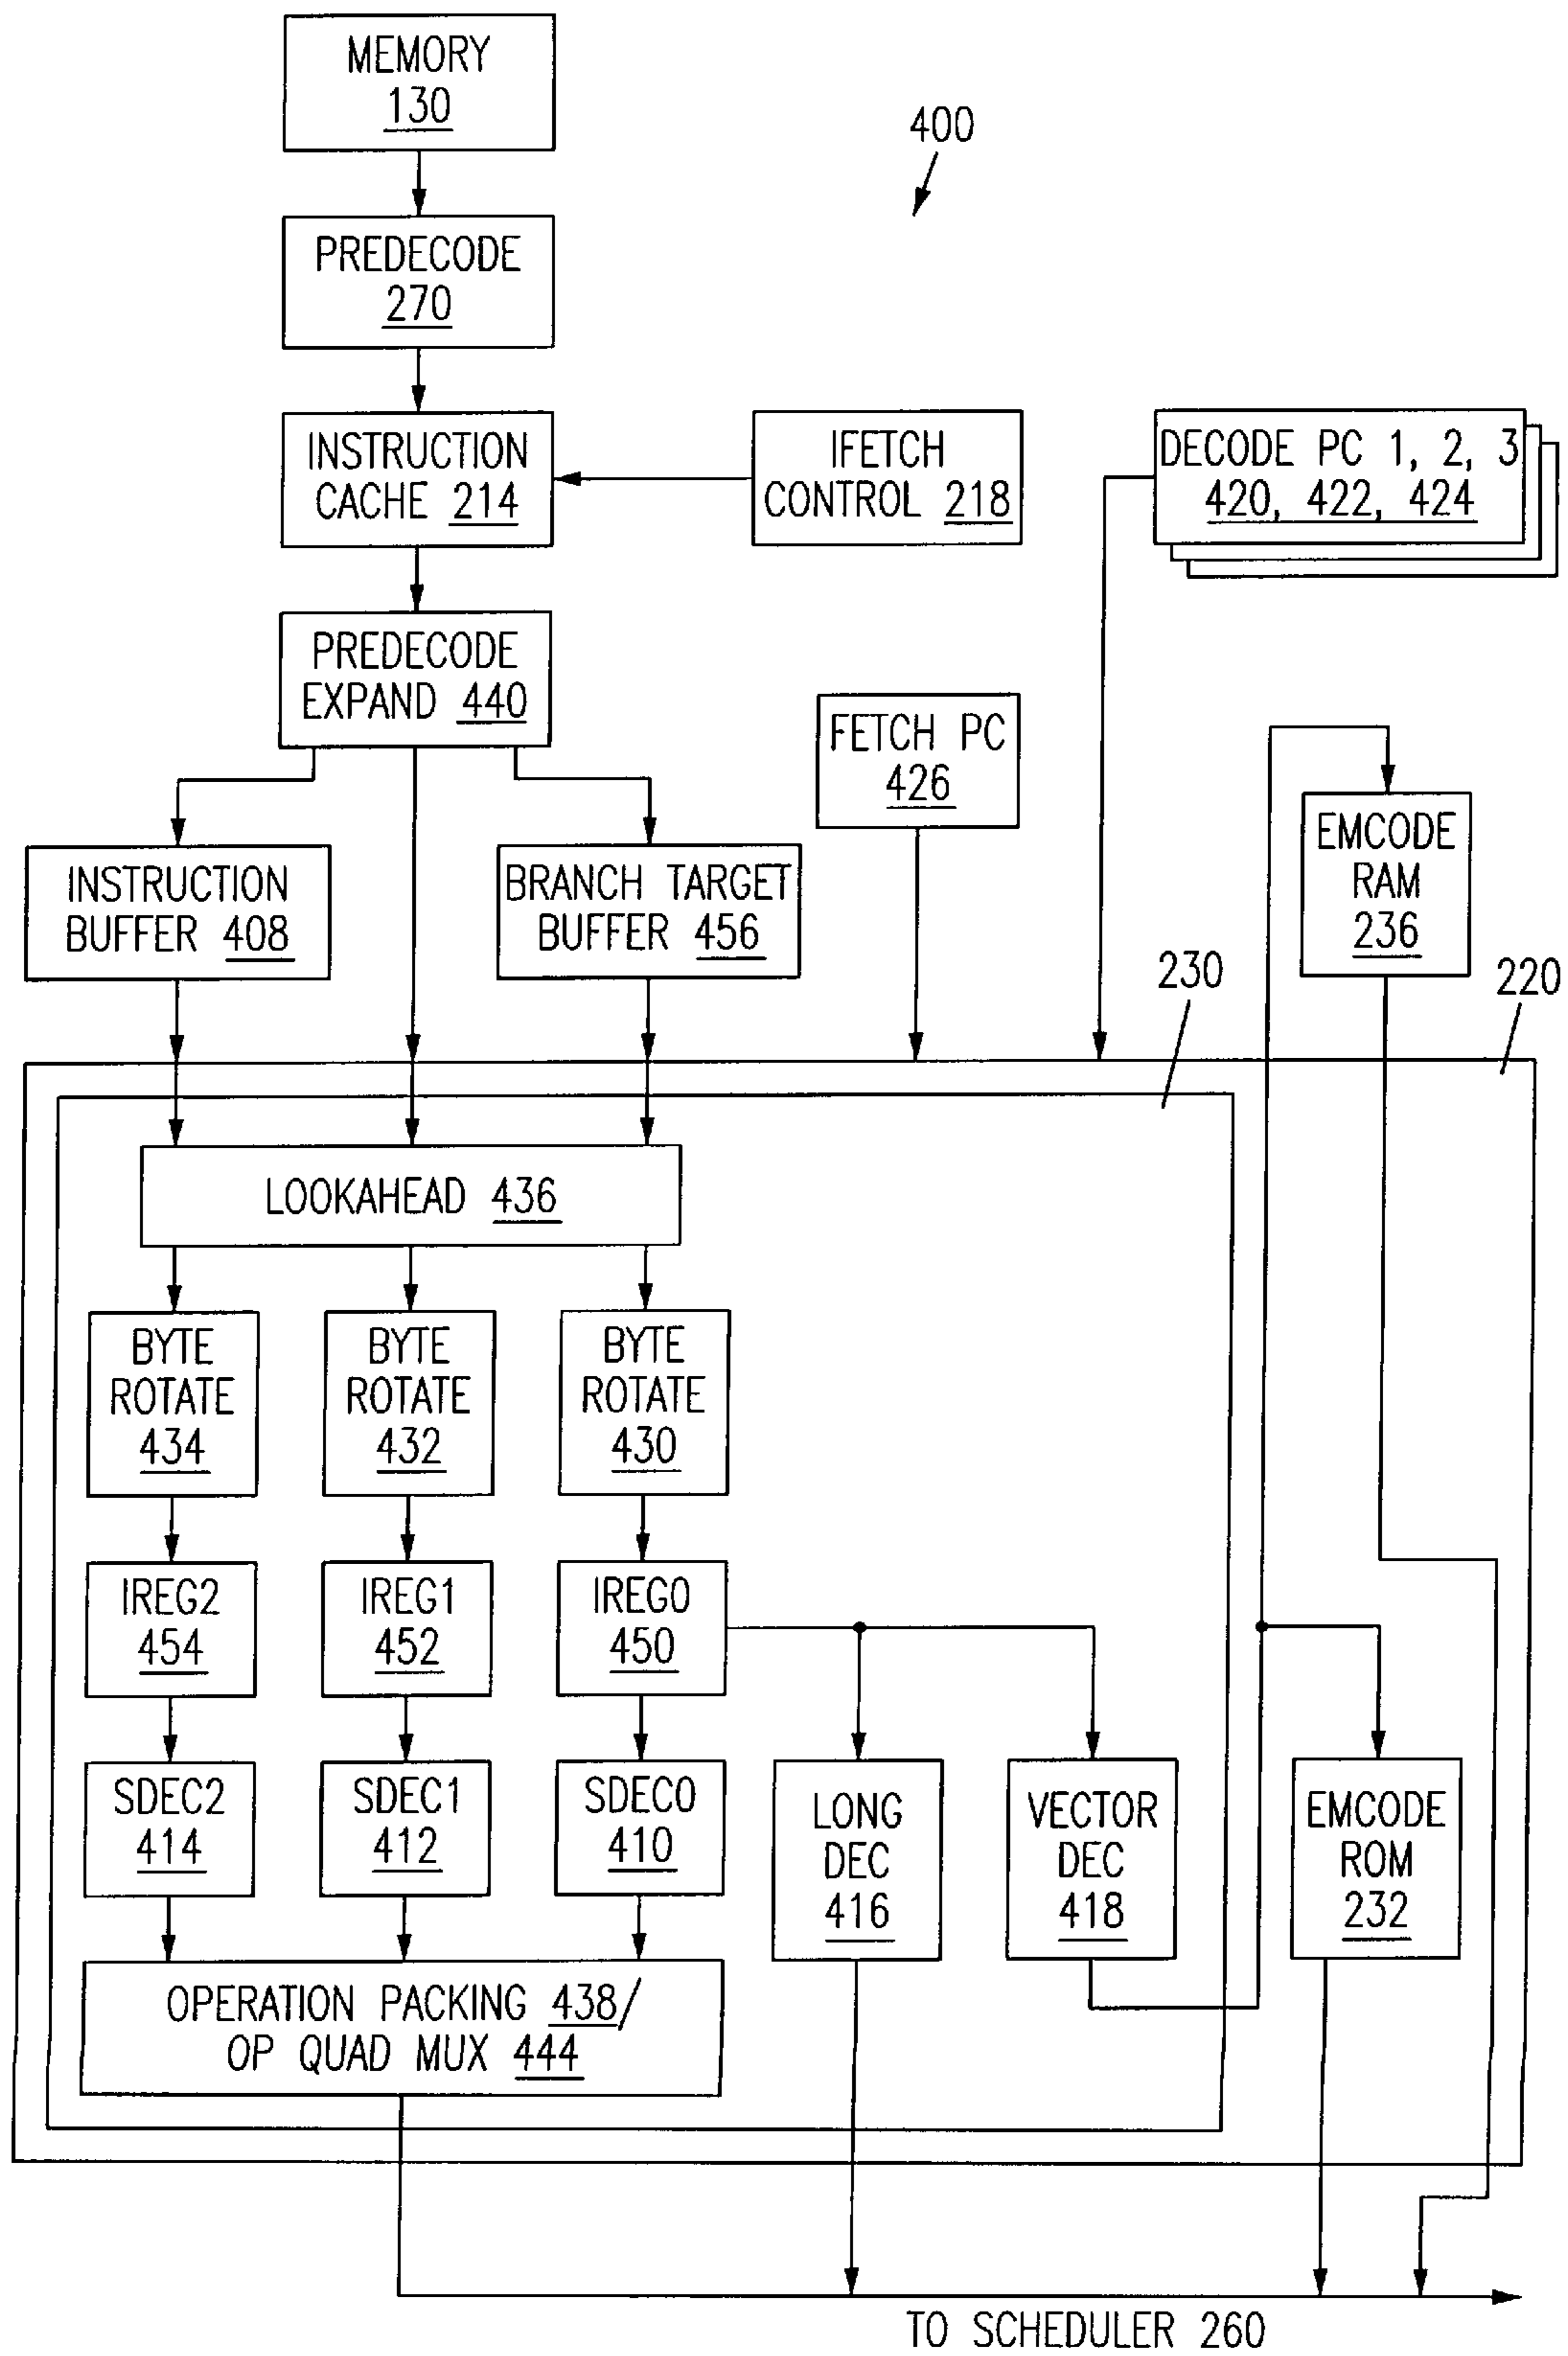 MEMORY
130
400
PREDECODE
270
INSTRUCTION
CACHE 214
IFETCH
CONTROL 218
DECODE PC 1, 2, 3
420, 422, 424
PREDECODE
EXPAND 440
FETCH PC
426
EMCODE
RAM
236
INSTRUCTION
BUFFER 408
BRANCH TARGET
BUFFER 456
230
220
LOOKAHEAD 436
BYTE
ROTATE
434
BYTE
ROTATE
432
BYTE
ROTATE
430
IREG2
454
IREG1
452
IREG0
450
SDEC2
414
SDEC1
412
SDEC0
410
LONG
DEC
416
VECTOR
DEC
418
EMCODE
ROM
232
OPERATION PACKING 438/
OP QUAD MUX 444
TO SCHEDULER 260